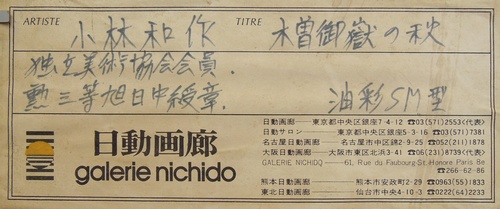 ARTISTE 小林和作 TITRE 木曽御嶽の秋
独立美術協会会員.
勲三等旭日中綬章. 油彩SM型
日動画廊
galerie nichido
日動画廊——東京都中央区銀座7-4-12 ☎03(571)2553(代表)
日動サロン——東京都中央区銀座5-3-16 ☎03(571)7381
名古屋日動画廊——名古屋市中区錦2-9-25 ☎052(211)1878
大阪日動画廊——大阪市東区北浜3-41 ☎06(231)8739(代表)
GALERIE NICHIDO——61, Rue du Faubourg-St Honore Paris 8e
☎266-62-86
熊本日動画廊——熊本市安政町2-29 ☎0963(55)1833
東北日動画廊——仙台市中央4-10-3 ☎0222(64)2233